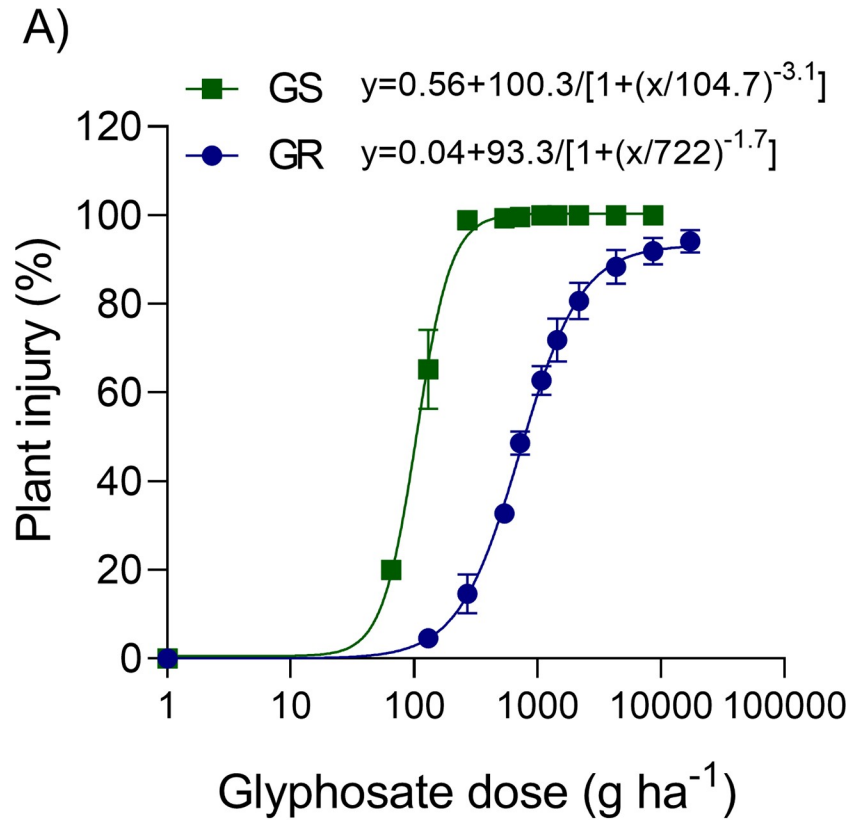 A)
GS y=0.56+100.3/[1+(x/104.7)^-3.1]
GR y=0.04+93.3/[1+(x/722)^-1.7]
120
100
80
60
40
20
0
Plant injury (%)
1 10 100 1000 10000 100000
Glyphosate dose (g ha^-1)